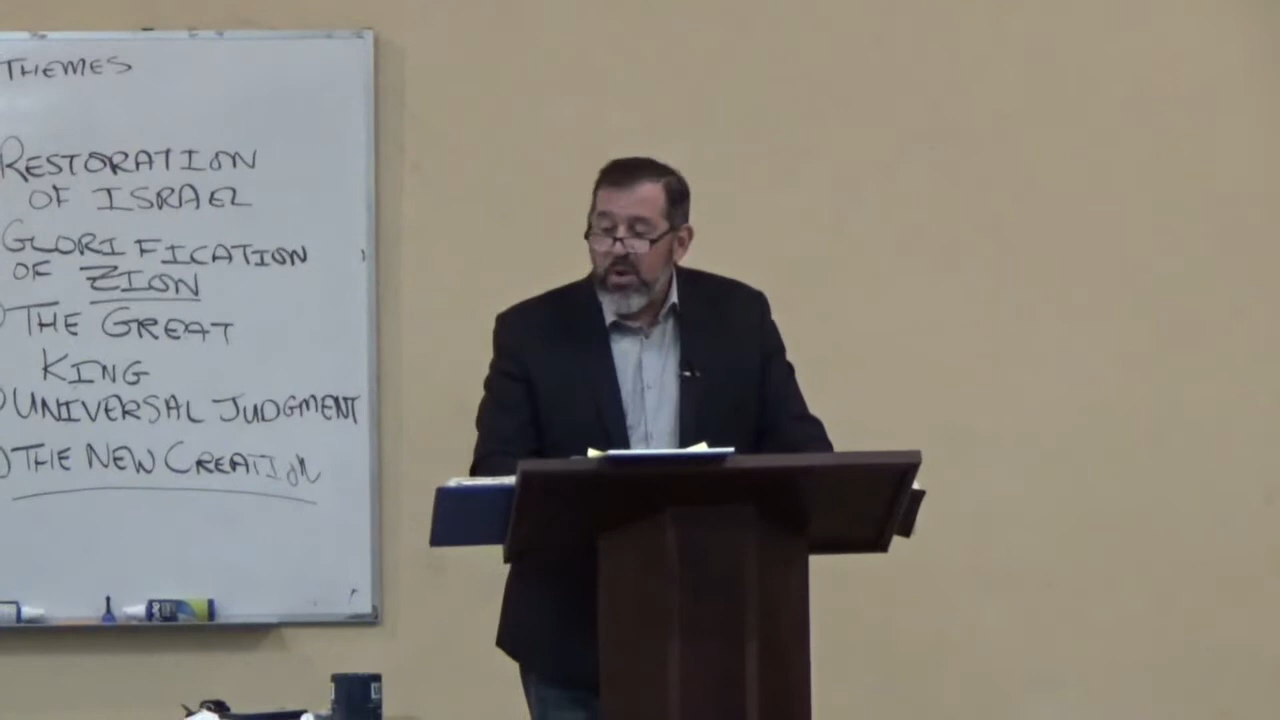 THEMES
RESTORATION
OF ISRAEL
GLORIFICATION
OF ZION
THE GREAT
KING
UNIVERSAL JUDGMENT
THE NEW CREATION